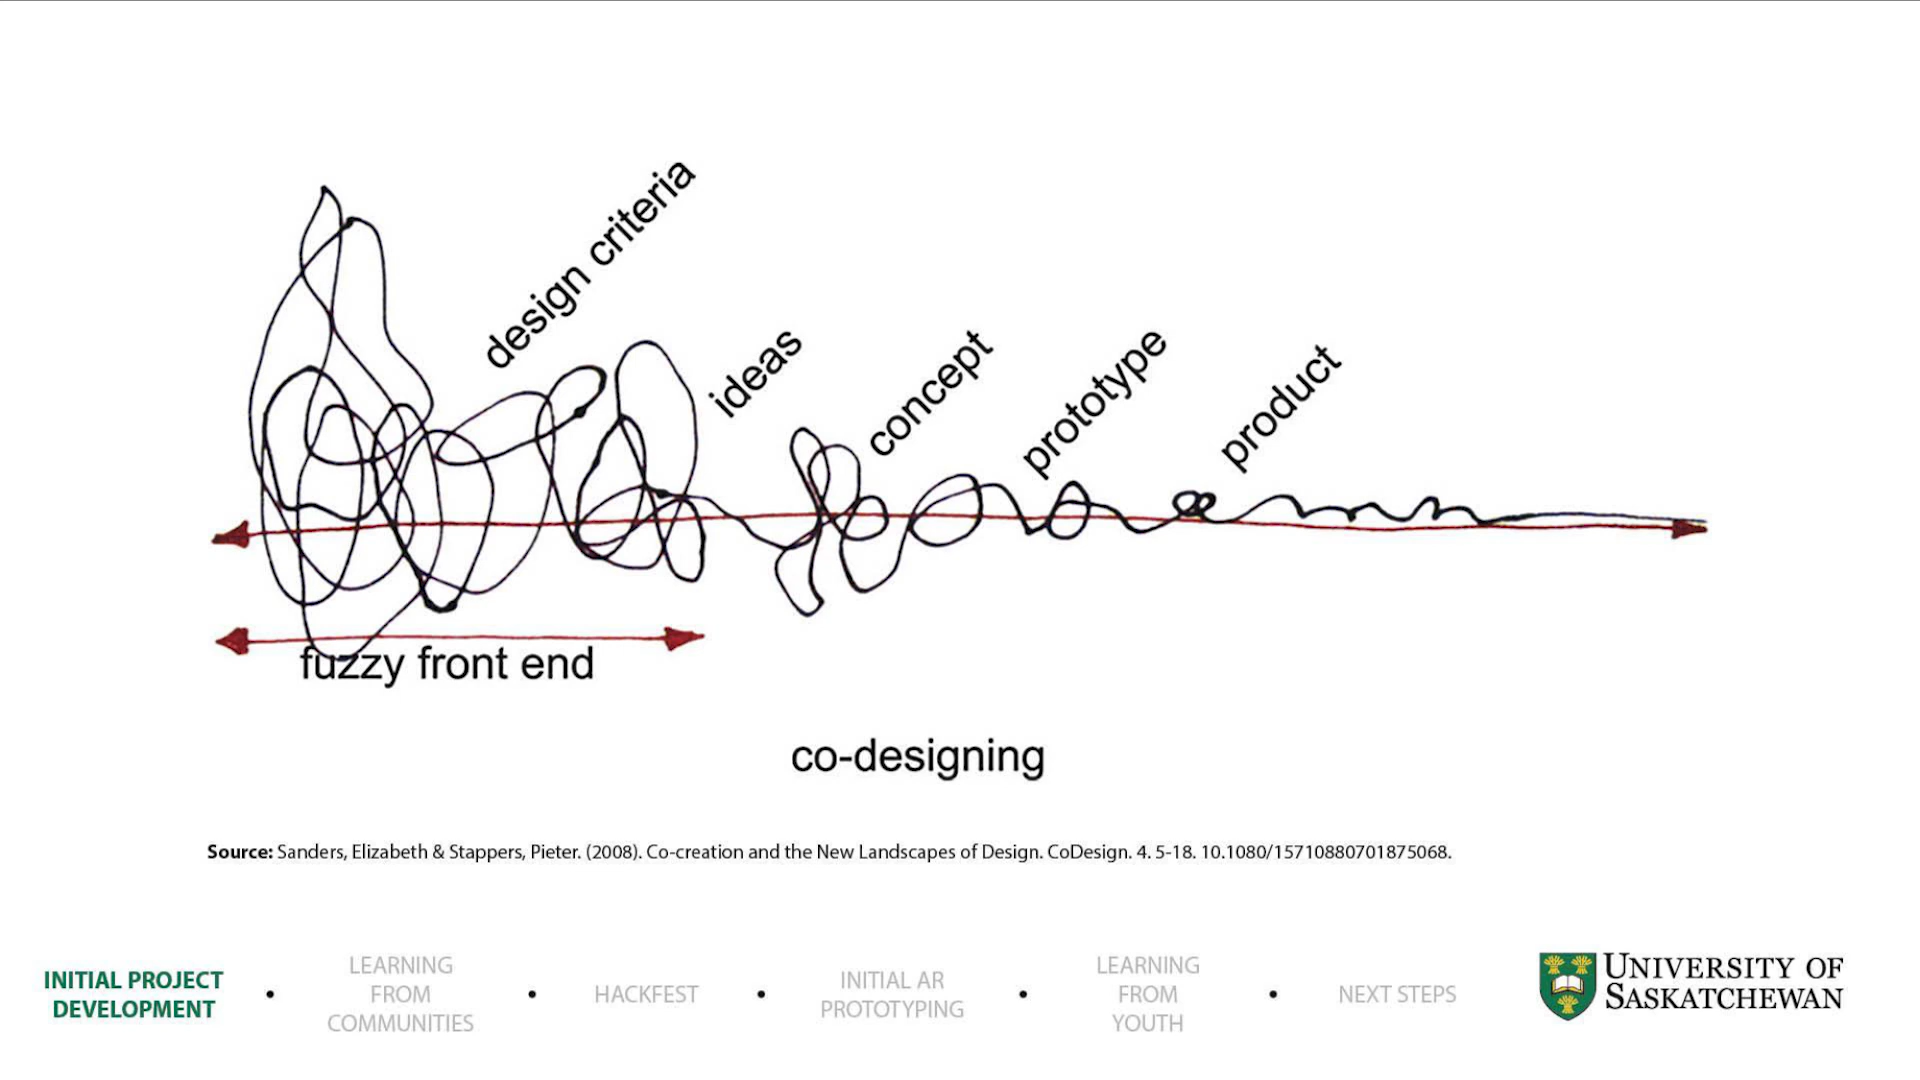 design criteria
ideas
concept
prototype
product
fuzzy front end
co-designing
Source: Sanders, Elizabeth & Stappers, Pieter. (2008). Co-creation and the New Landscapes of Design. CoDesign. 4. 5-18. 10.1080/15710880701875068.
INITIAL PROJECT
DEVELOPMENT
•
LEARNING
FROM
COMMUNITIES
•
HACKFEST
•
INITIAL AR
PROTOTYPING
•
LEARNING
FROM
YOUTH
•
NEXT STEPS
UNIVERSITY OF
SASKATCHEWAN